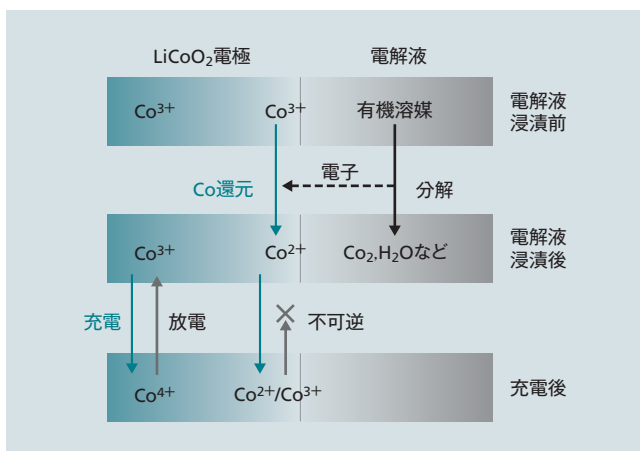 LiCoO₂電極 電解液
Co³⁺ Co³⁺ 有機溶媒 電解液
浸漬前
電子
Co還元 分解
Co³⁺ Co²⁺ Co₂,H₂Oなど 電解液
浸漬後
充電 放電 不可逆
Co⁴⁺ Co²⁺/Co³⁺ 充電後